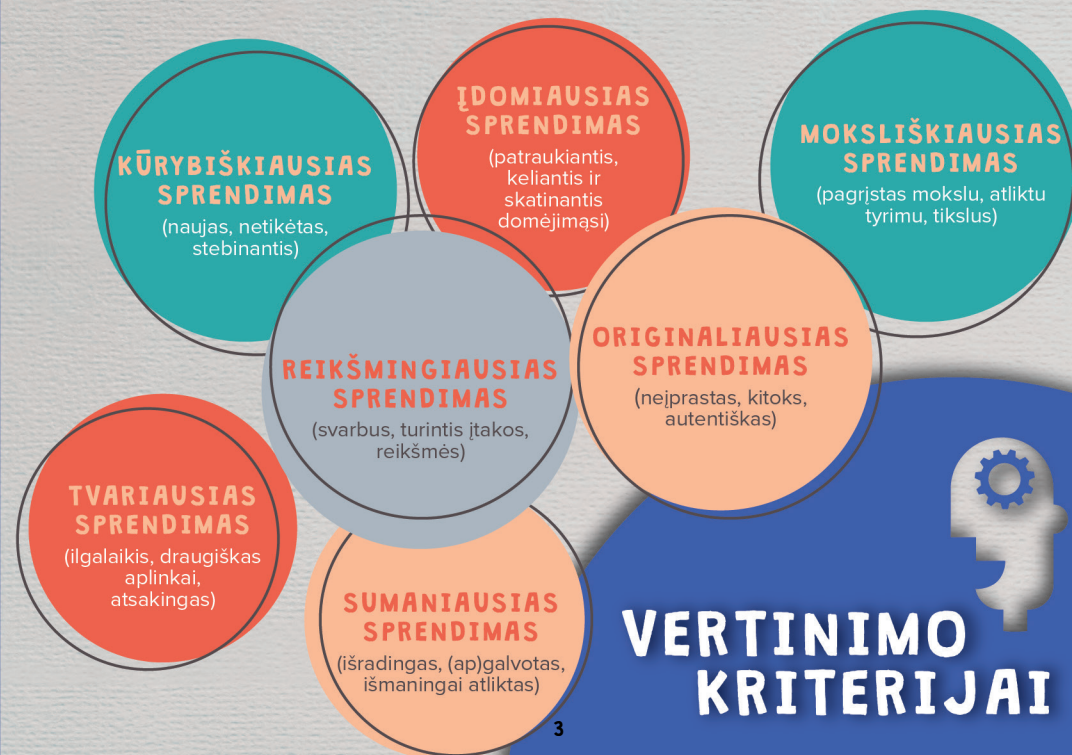 KŪRYBIŠKIAUSIAS
SPRENDIMAS
(naujas, netikėtas,
stebinantis)
ĮDOMIAUSIAS
SPRENDIMAS
(patraukiantis,
keliantis ir
skatinantis
domėjimąsi)
MOKSLIŠKIAUSIAS
SPRENDIMAS
(pagrįstas mokslu, atliktu
tyrimu, tikslus)
REIKŠMINGIAUSIAS
SPRENDIMAS
(svarbus, turintis įtakos,
reikšmės)
ORIGINALIAUSIAS
SPRENDIMAS
(neįprastas, kitoks,
autentiškas)
TVARIAUSIAS
SPRENDIMAS
(ilgalaikis, draugiškas
aplinkai,
atsakingas)
SUMANIAUSIAS
SPRENDIMAS
(išradingas, (ap)galvotas,
išmaningai atliktas)
VERTINIMO
KRITERIJAI
3